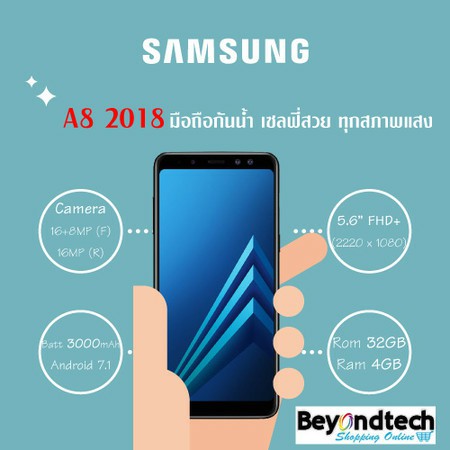 SAMSUNG
A8 2018 มือถือกันน้ำ เซลฟี่สวย ทุกสภาพแสง
Camera
16+8MP (F)
16MP (R)
5.6" FHD+
(2220 x 1080)
Batt 3000mAh
Android 7.1
Rom 32GB
Ram 4GB
Beyondtech
Shopping Online